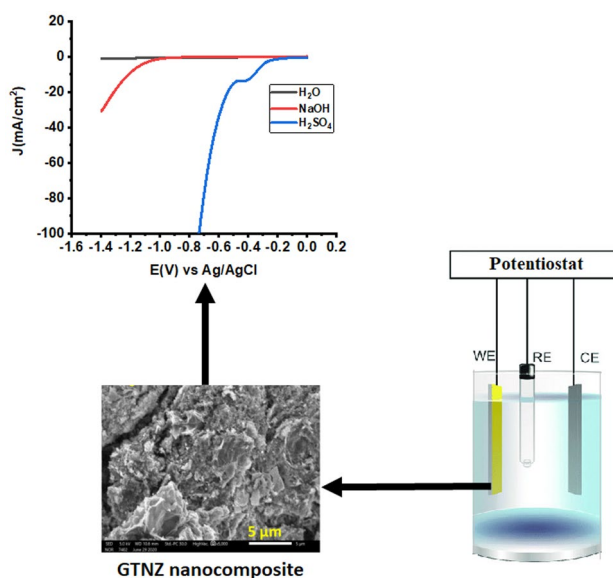 20
0
-20
-40
-60
-80
-100
H₂O
NaOH
H₂SO₄
J(mA/cm²)
-1.6 -1.4 -1.2 -1.0 -0.8 -0.6 -0.4 -0.2 0.0 0.2
E(V) vs Ag/AgCl
Potentiostat
WE RE CE
5 μm
GTNZ nanocomposite